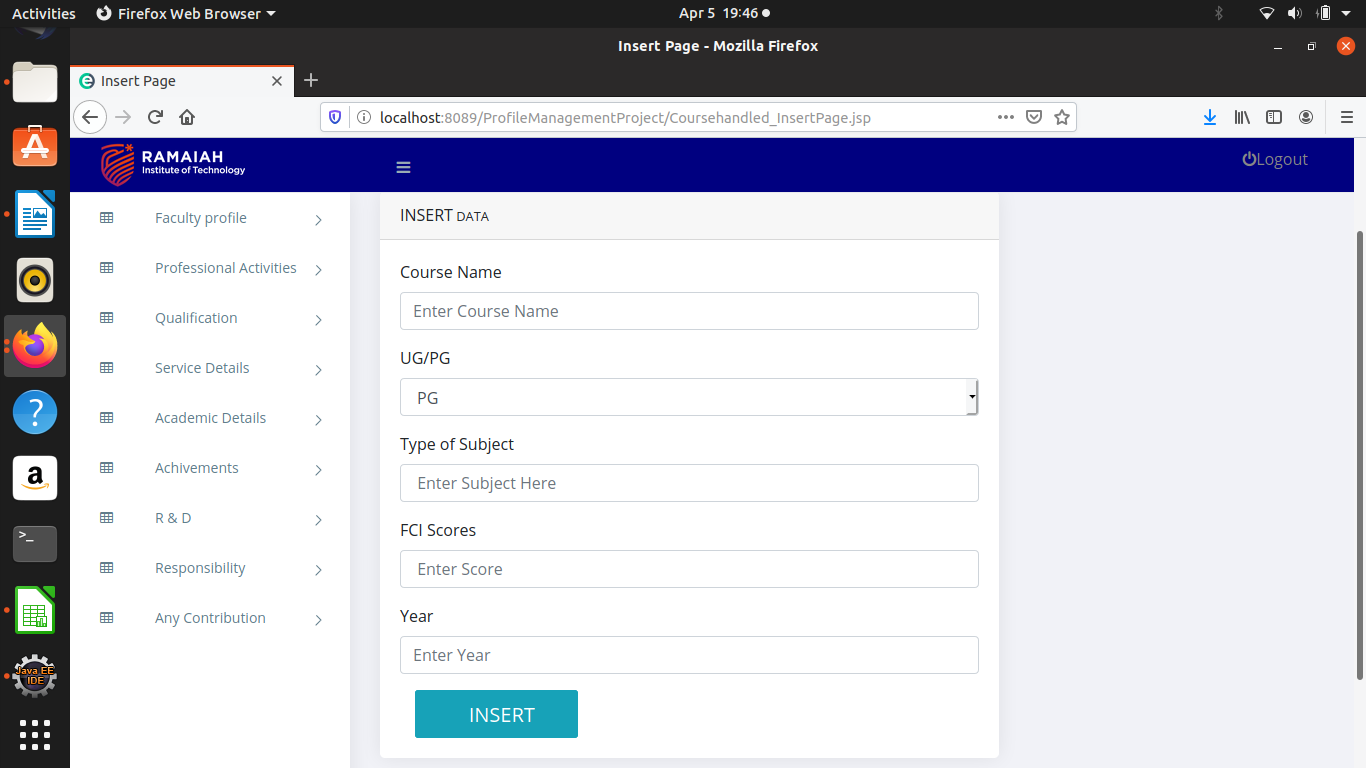 Activities Firefox Web Browser Apr 5 19:46
Insert Page - Mozilla Firefox
Insert Page
localhost:8089/ProfileManagementProject/Coursehandled_InsertPage.jsp
RAMAIAH
Institute of Technology
Logout
Faculty profile
Professional Activities
Qualification
Service Details
Academic Details
Achivements
R & D
Responsibility
Any Contribution
INSERT DATA
Course Name
Enter Course Name
UG/PG
PG
Type of Subject
Enter Subject Here
FCI Scores
Enter Score
Year
Enter Year
INSERT
?
a
>_
Java EE
IDE